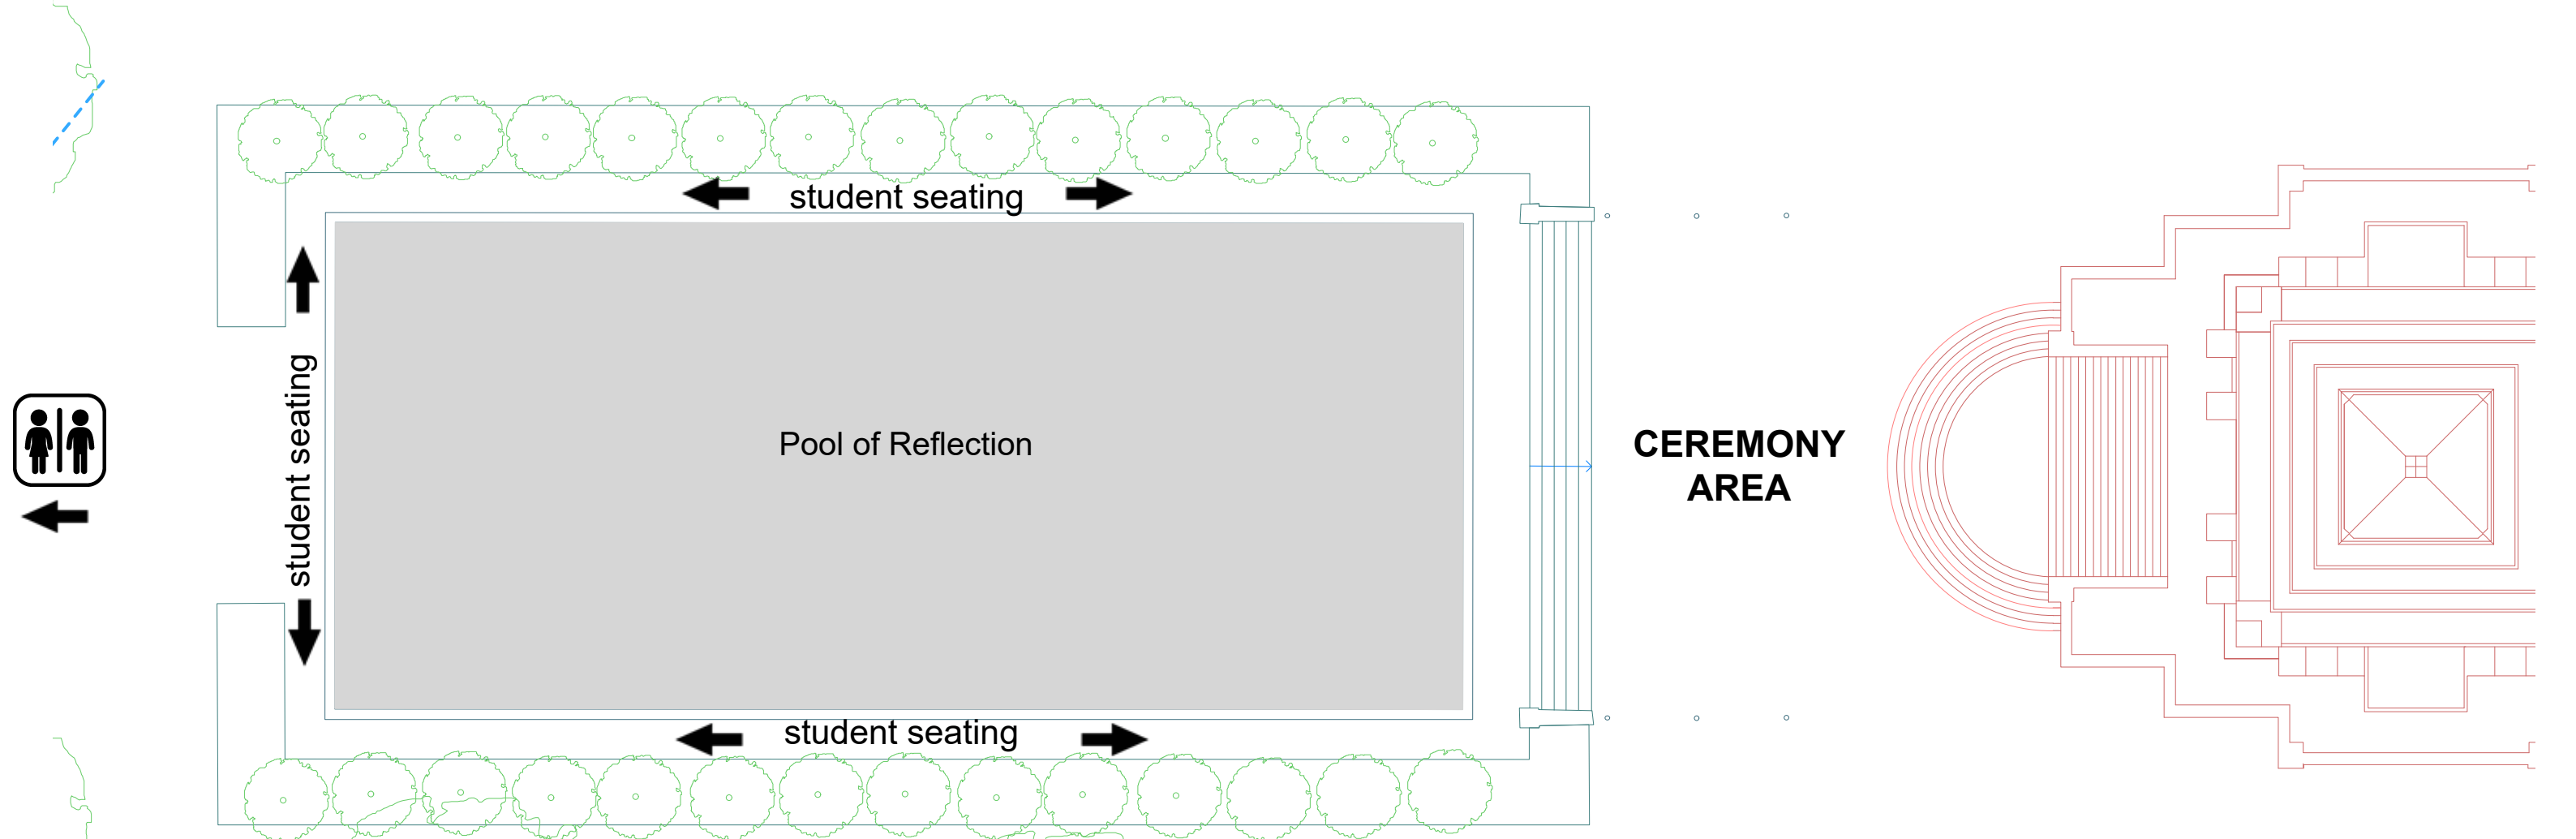 student seating
student seating
Pool of Reflection
CEREMONY
AREA
student seating